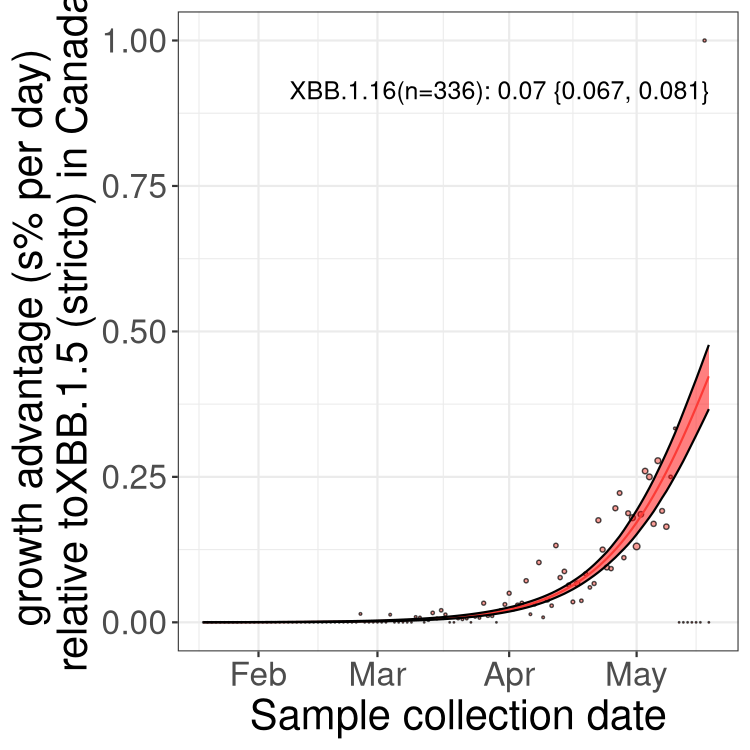 growth advantage (s% per day)
relative toXBB.1.5 (stricto) in Canada
1.00
XBB.1.16(n=336): 0.07 {0.067, 0.081}
0.75
0.50
0.25
0.00
Feb Mar Apr May
Sample collection date